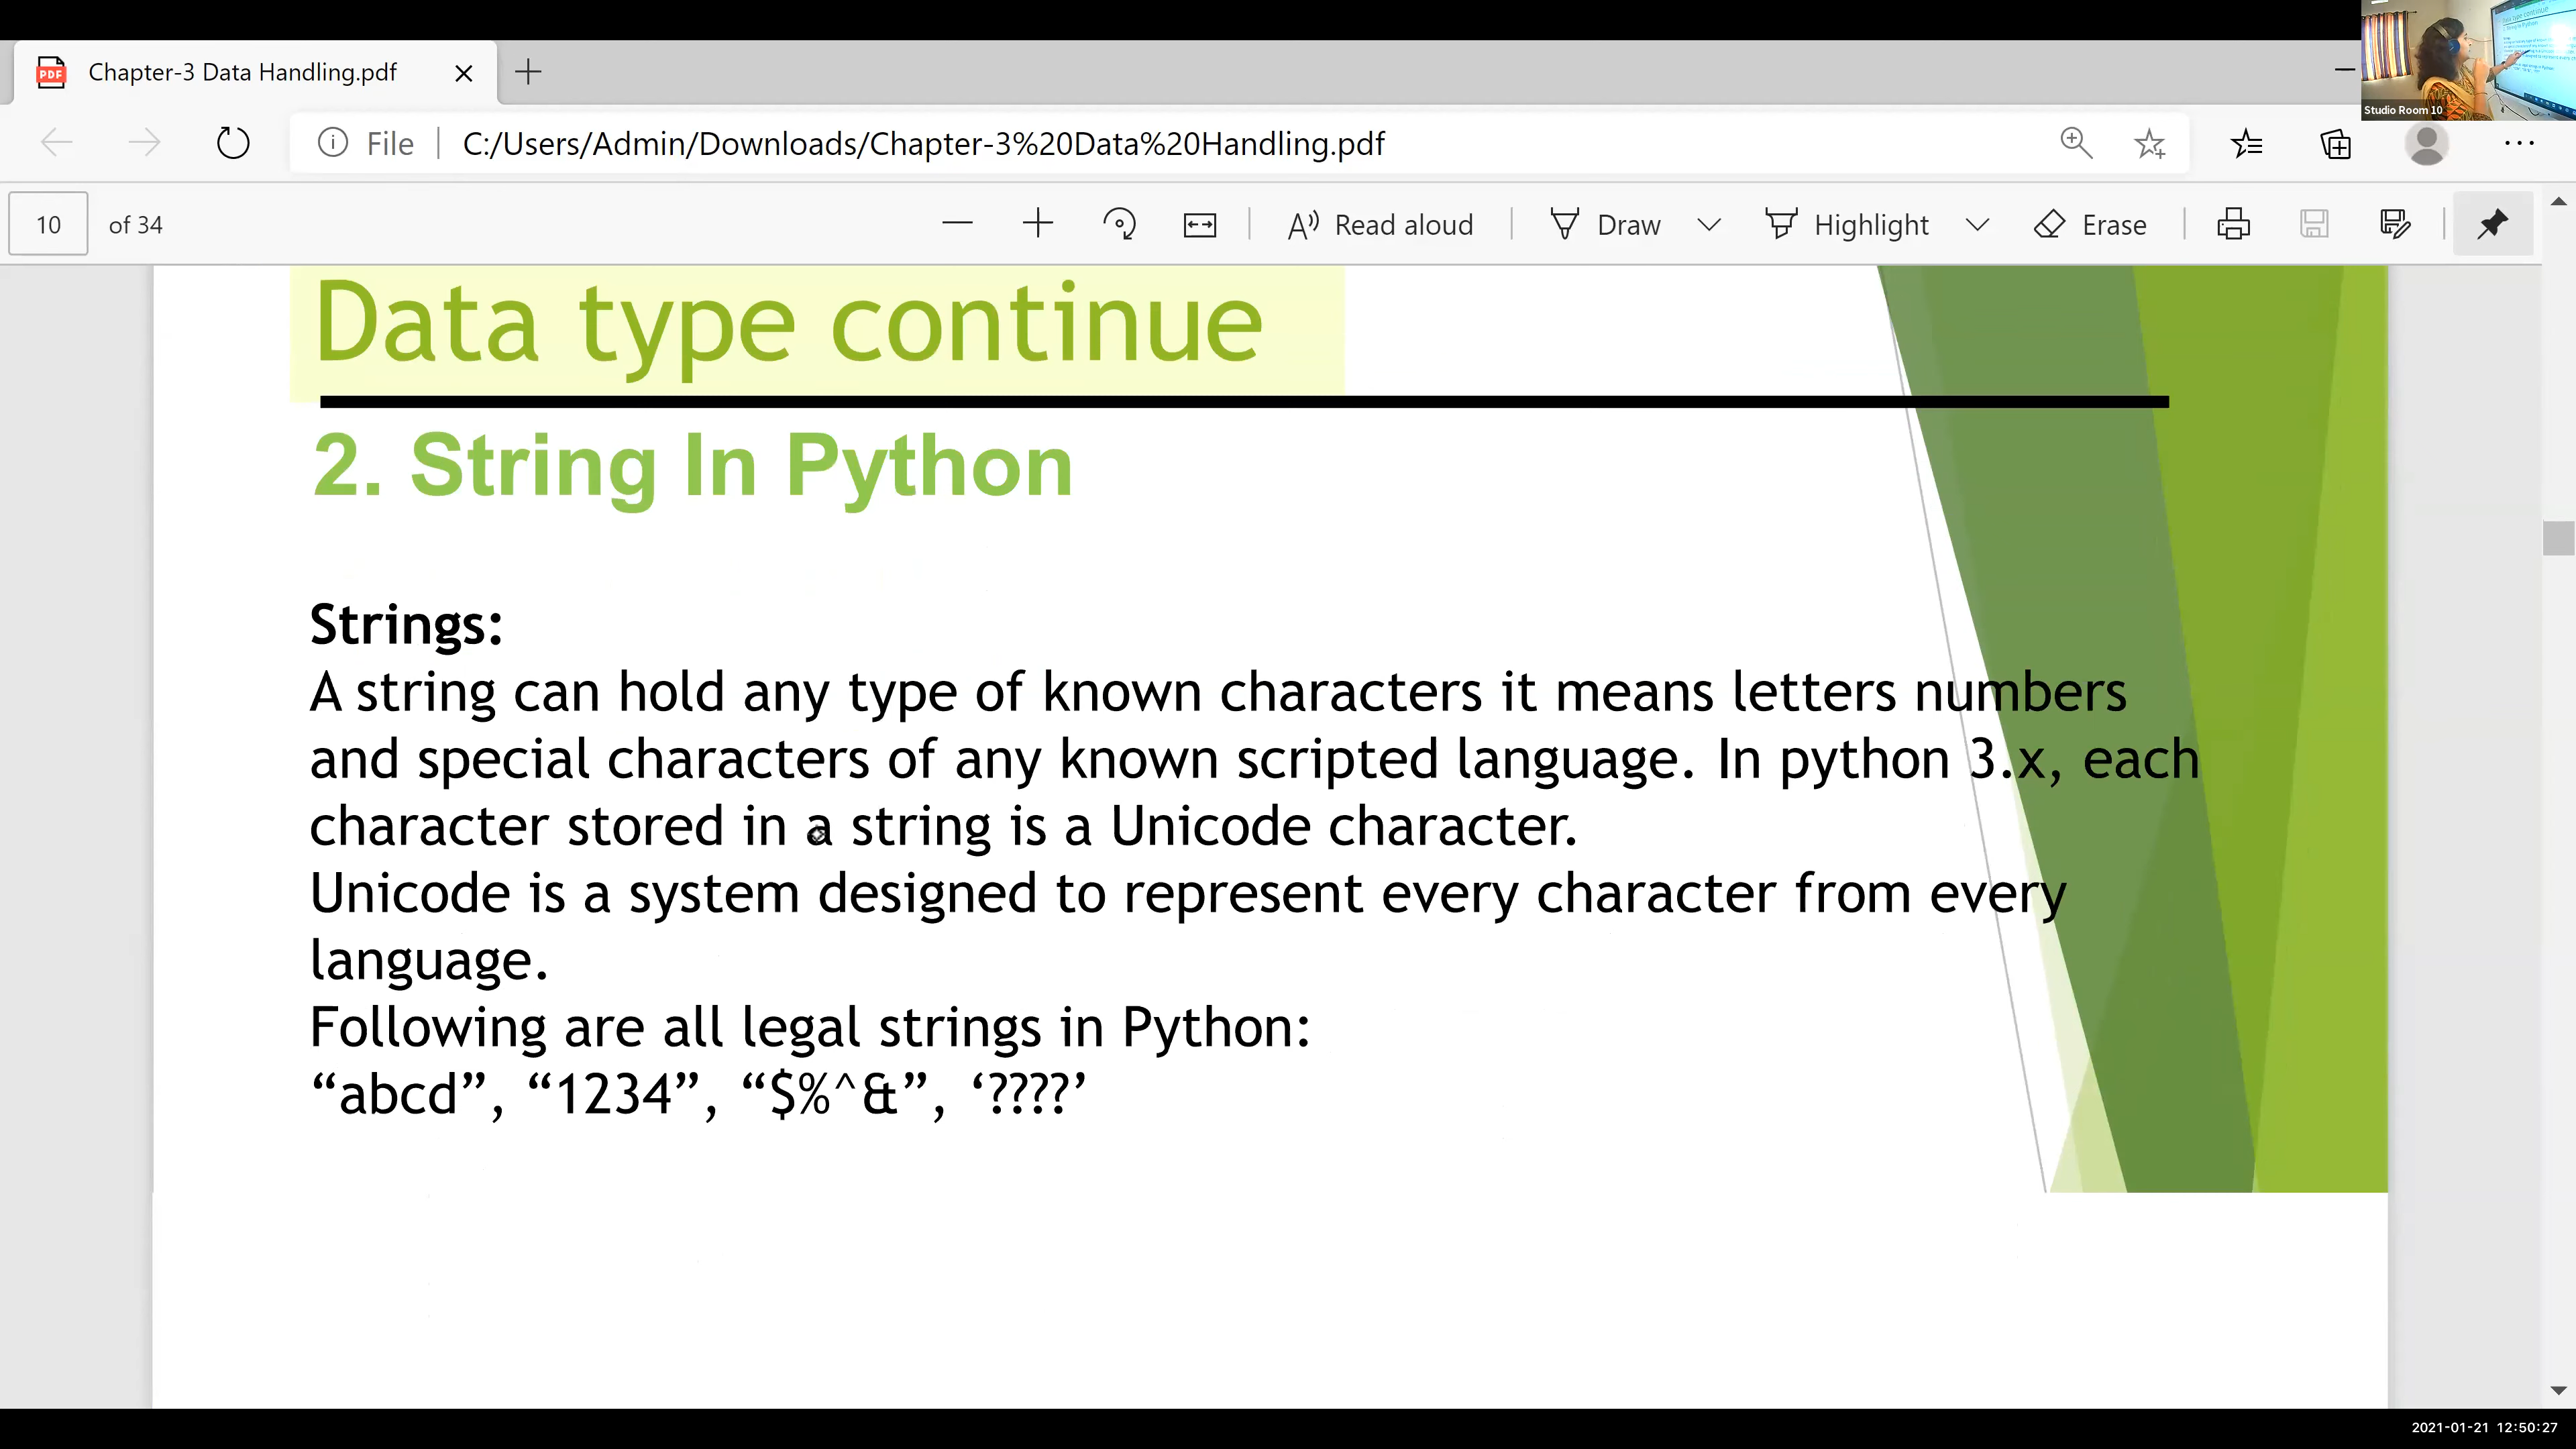 Chapter-3 Data Handling.pdf
Studio Room 10
File C:/Users/Admin/Downloads/Chapter-3%20Data%20Handling.pdf
10 of 34 Read aloud Draw Highlight Erase
Data type continue
2. String In Python
Strings:
A string can hold any type of known characters it means letters numbers
and special characters of any known scripted language. In python 3.x, each
character stored in a string is a Unicode character.
Unicode is a system designed to represent every character from every
language.
Following are all legal strings in Python:
“abcd”, “1234”, “$%^&”, ‘????’
2021-01-21 12:50:27